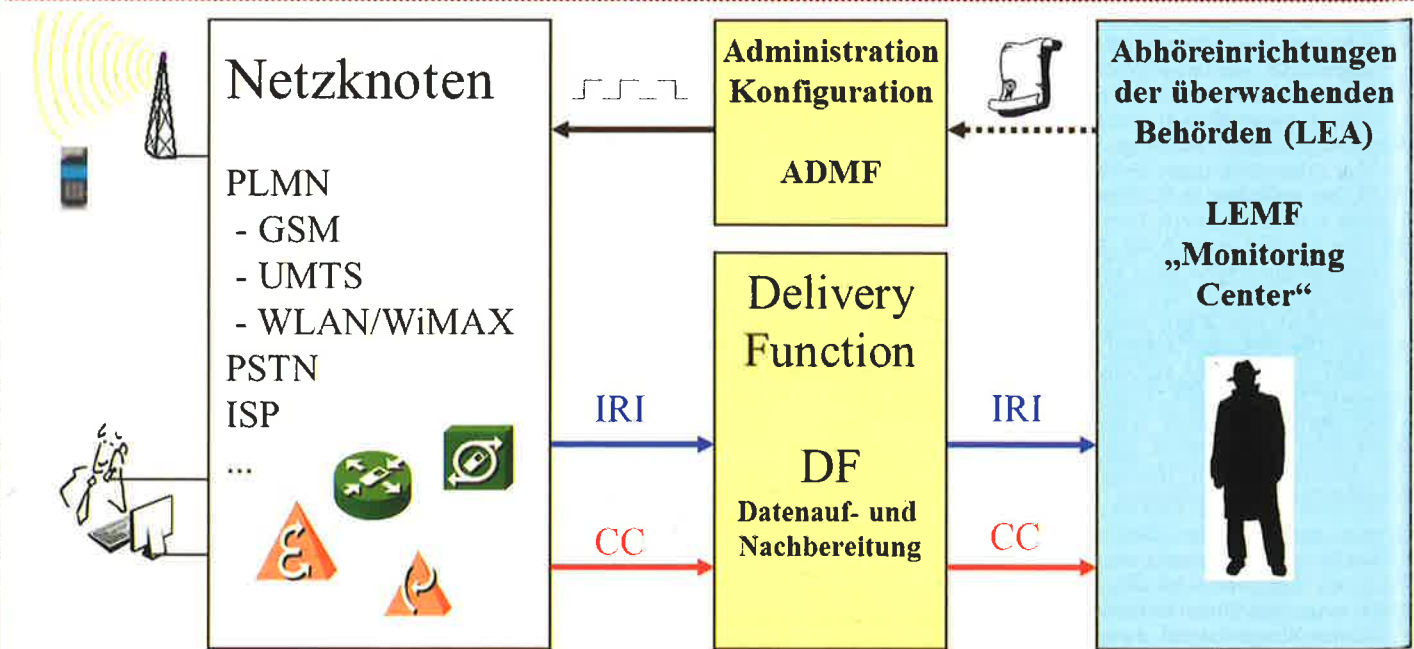 Netzknoten
PLMN
- GSM
- UMTS
- WLAN/WiMAX
PSTN
ISP
...
Administration
Konfiguration
ADMF
Delivery
Function
DF
Datenauf- und
Nachbereitung
IRI
CC
IRI
CC
Abhöreinrichtungen
der überwachenden
Behörden (LEA)
LEMF
„Monitoring
Center“